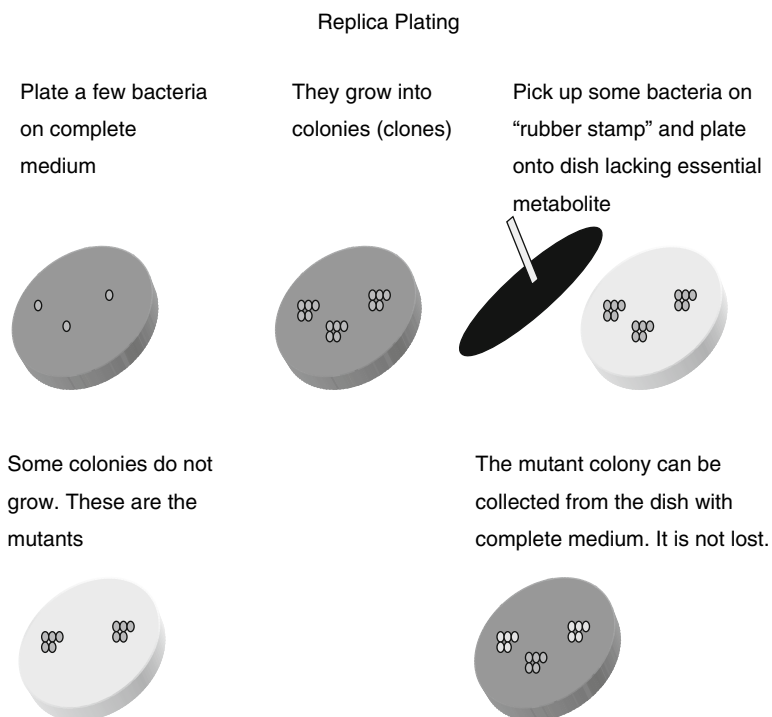 Replica Plating
Plate a few bacteria
on complete
medium
They grow into
colonies (clones)
Pick up some bacteria on
“rubber stamp” and plate
onto dish lacking essential
metabolite
Some colonies do not
grow. These are the
mutants
The mutant colony can be
collected from the dish with
complete medium. It is not lost.